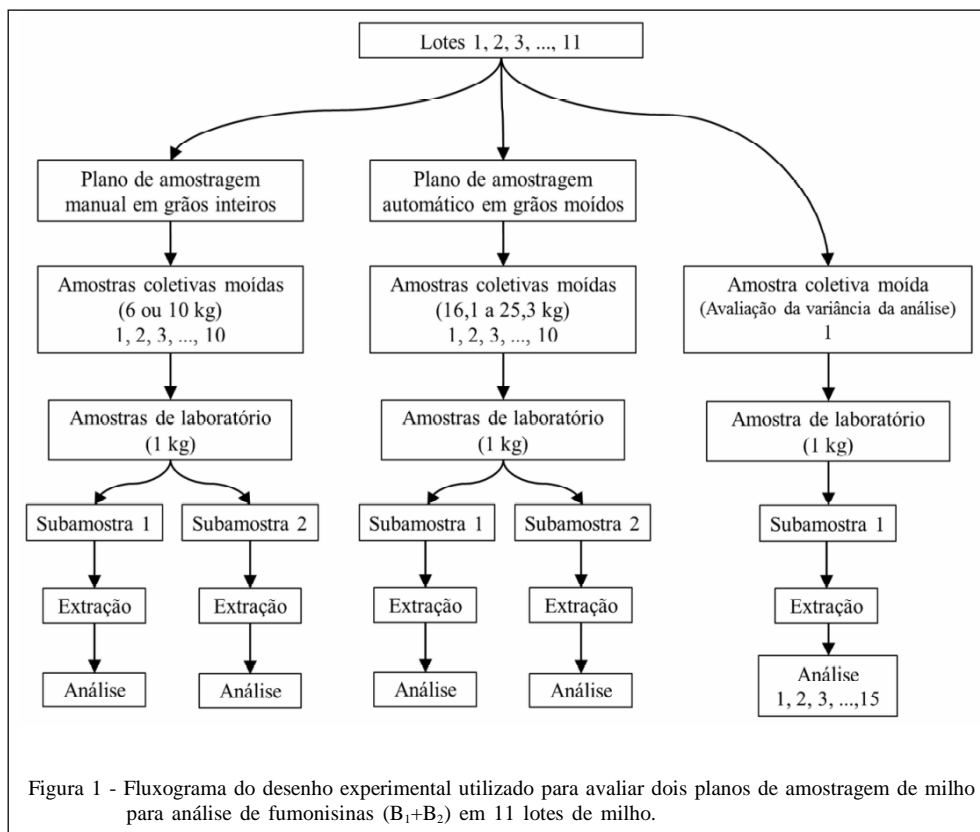 Lotes 1, 2, 3, ..., 11
Plano de amostragem
manual em grãos inteiros
Plano de amostragem
automático em grãos moídos
Amostras coletivas moídas
(6 ou 10 kg)
1, 2, 3, ..., 10
Amostras coletivas moídas
(16,1 a 25,3 kg)
1, 2, 3, ..., 10
Amostra coletiva moída
(Avaliação da variância da análise)
1
Amostras de laboratório
(1 kg)
Amostras de laboratório
(1 kg)
Amostra de laboratório
(1 kg)
Subamostra 1
Subamostra 2
Subamostra 1
Subamostra 2
Subamostra 1
Extração
Extração
Extração
Extração
Extração
Análise
Análise
Análise
Análise
Análise
1, 2, 3, ...,15
Figura 1 - Fluxograma do desenho experimental utilizado para avaliar dois planos de amostragem de milho
para análise de fumonisinas (B₁+B₂) em 11 lotes de milho.